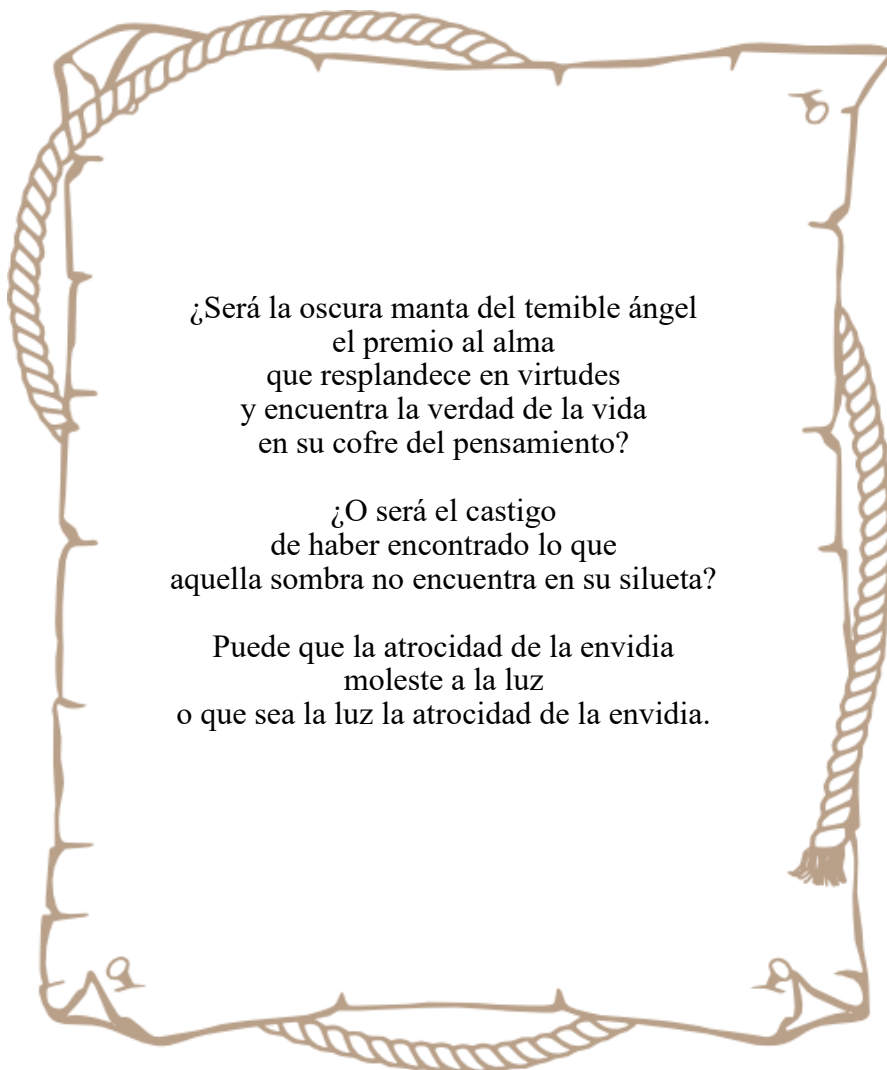 ¿Será la oscura manta del temible ángel
el premio al alma
que resplandece en virtudes
y encuentra la verdad de la vida
en su cofre del pensamiento?
¿O será el castigo
de haber encontrado lo que
aquella sombra no encuentra en su silueta?
Puede que la atrocidad de la envidia
moleste a la luz
o que sea la luz la atrocidad de la envidia.